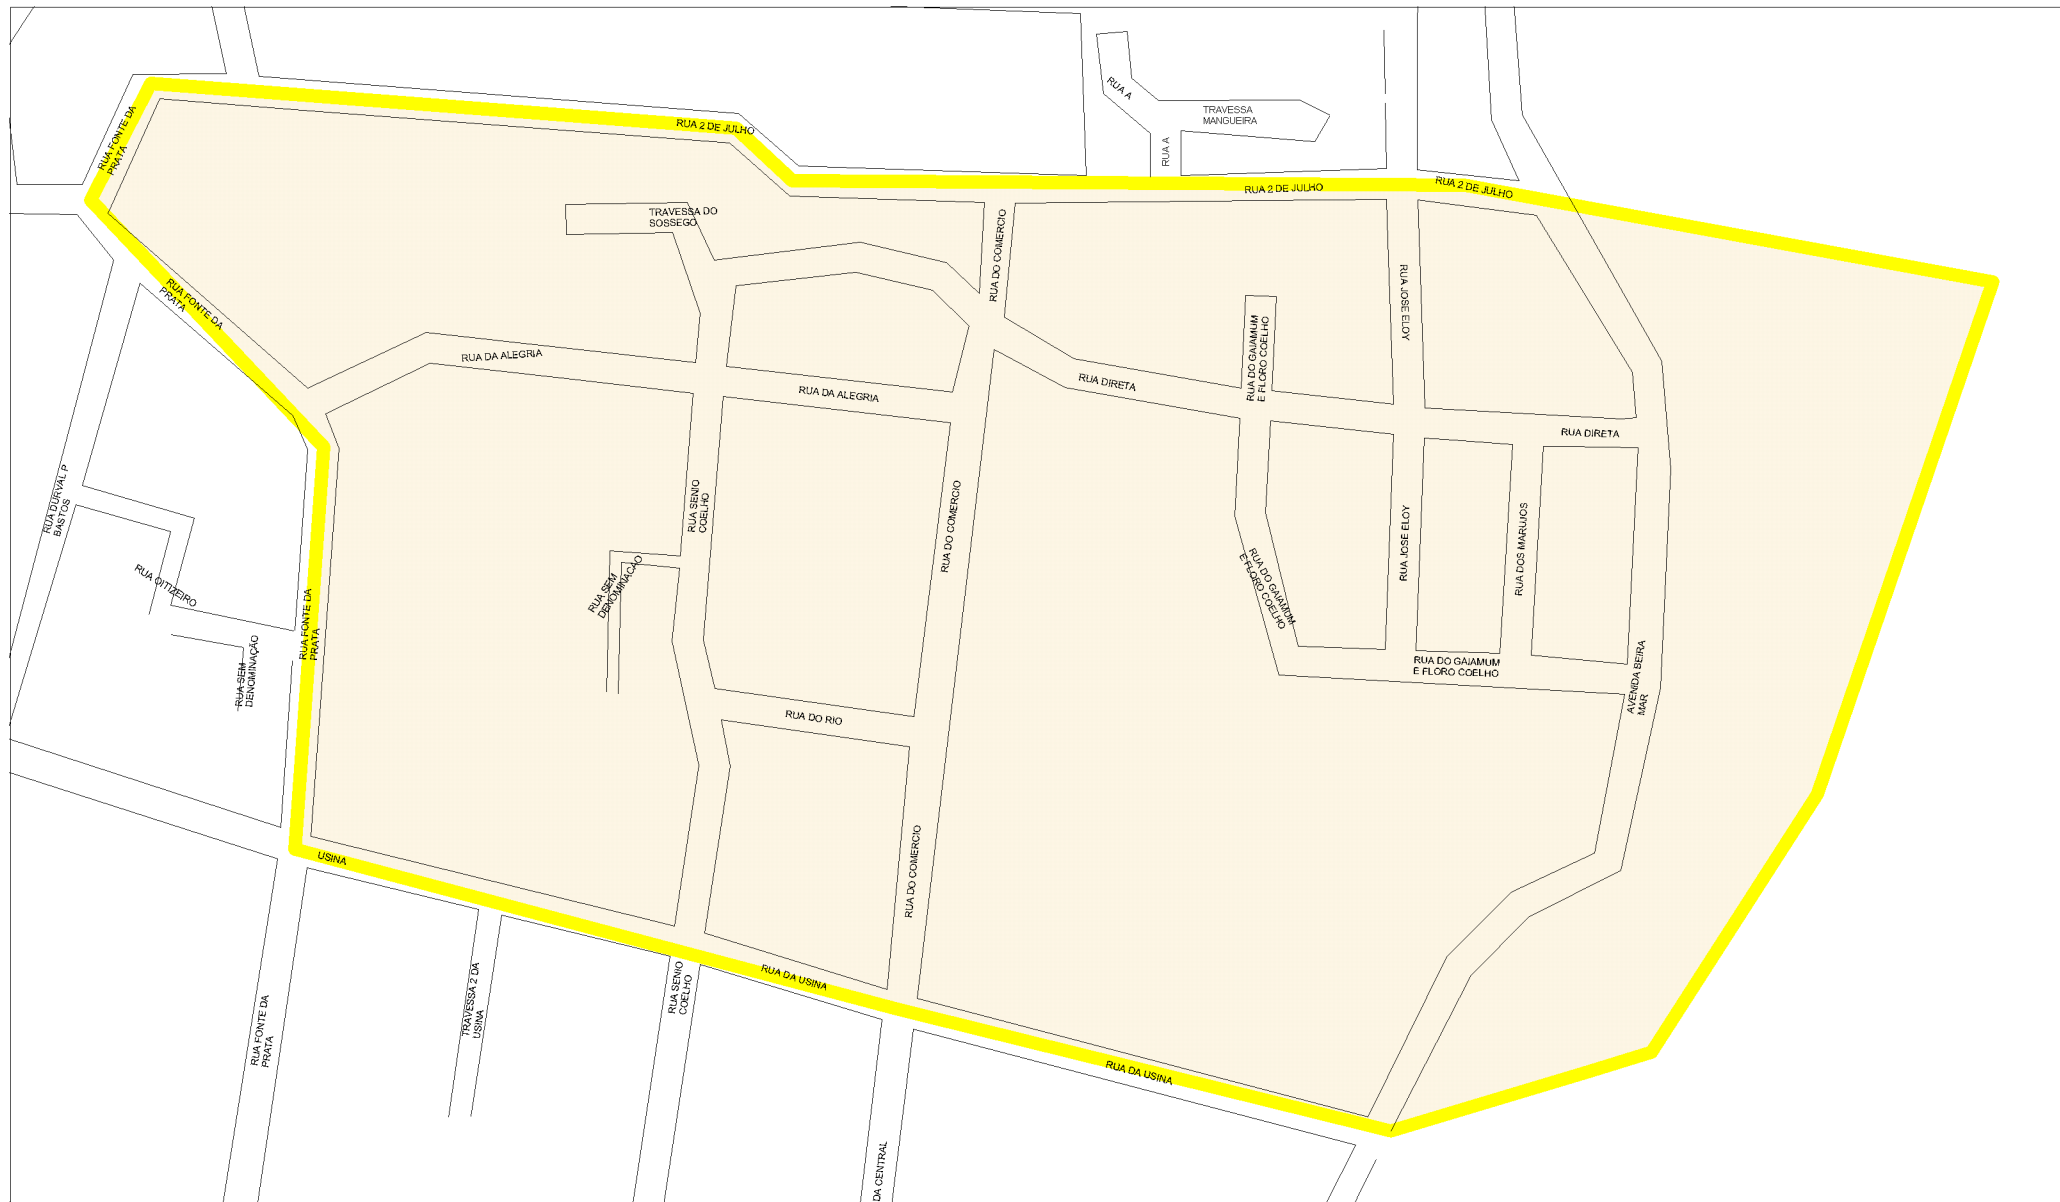 RUA A
TRAVESSA
MANGUEIRA
RUA FONTE DA
PRATA
RUA 2 DE JULHO
RUA A
RUA 2 DE JULHO
RUA 2 DE JULHO
TRAVESSA DO
SOSSEGO
RUA DO COMERCIO
RUA FONTE DA
PRATA
RUA JOSE ELOY
RUA DO GAIAMUM
E FLORO COELHO
RUA DA ALEGRIA
RUA DA ALEGRIA
RUA DIRETA
RUA DIRETA
RUA DURVAL P
BASTOS
RUA SENIO
COELHO
RUA DO COMERCIO
RUA JOSE ELOY
RUA DOS MARUJOS
RUA OITIZEIRO
RUA SEM
DENOMINACAO
RUA DO GAIAMUM
E FLORO COELHO
RUA FONTE DA
PRATA
RUA SEM
DENOMINAÇÃO
RUA DO GAIAMUM
E FLORO COELHO
AVENIDA BEIRA
MAR
RUA DO RIO
USINA
RUA DO COMERCIO
RUA DA USINA
RUA FONTE DA
PRATA
TRAVESSA 2 DA
USINA
RUA SENIO
COELHO
RUA DA USINA
DA CENTRAL